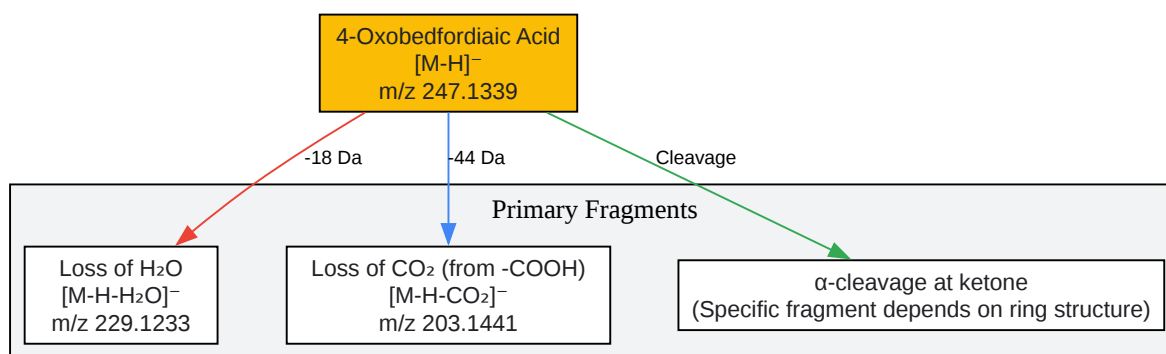 4-Oxobedfordiaic Acid
[M-H]⁻
m/z 247.1339
-18 Da
-44 Da
Cleavage
Primary Fragments
Loss of H₂O
[M-H-H₂O]⁻
m/z 229.1233
Loss of CO₂ (from -COOH)
[M-H-CO₂]⁻
m/z 203.1441
α-cleavage at ketone
(Specific fragment depends on ring structure)